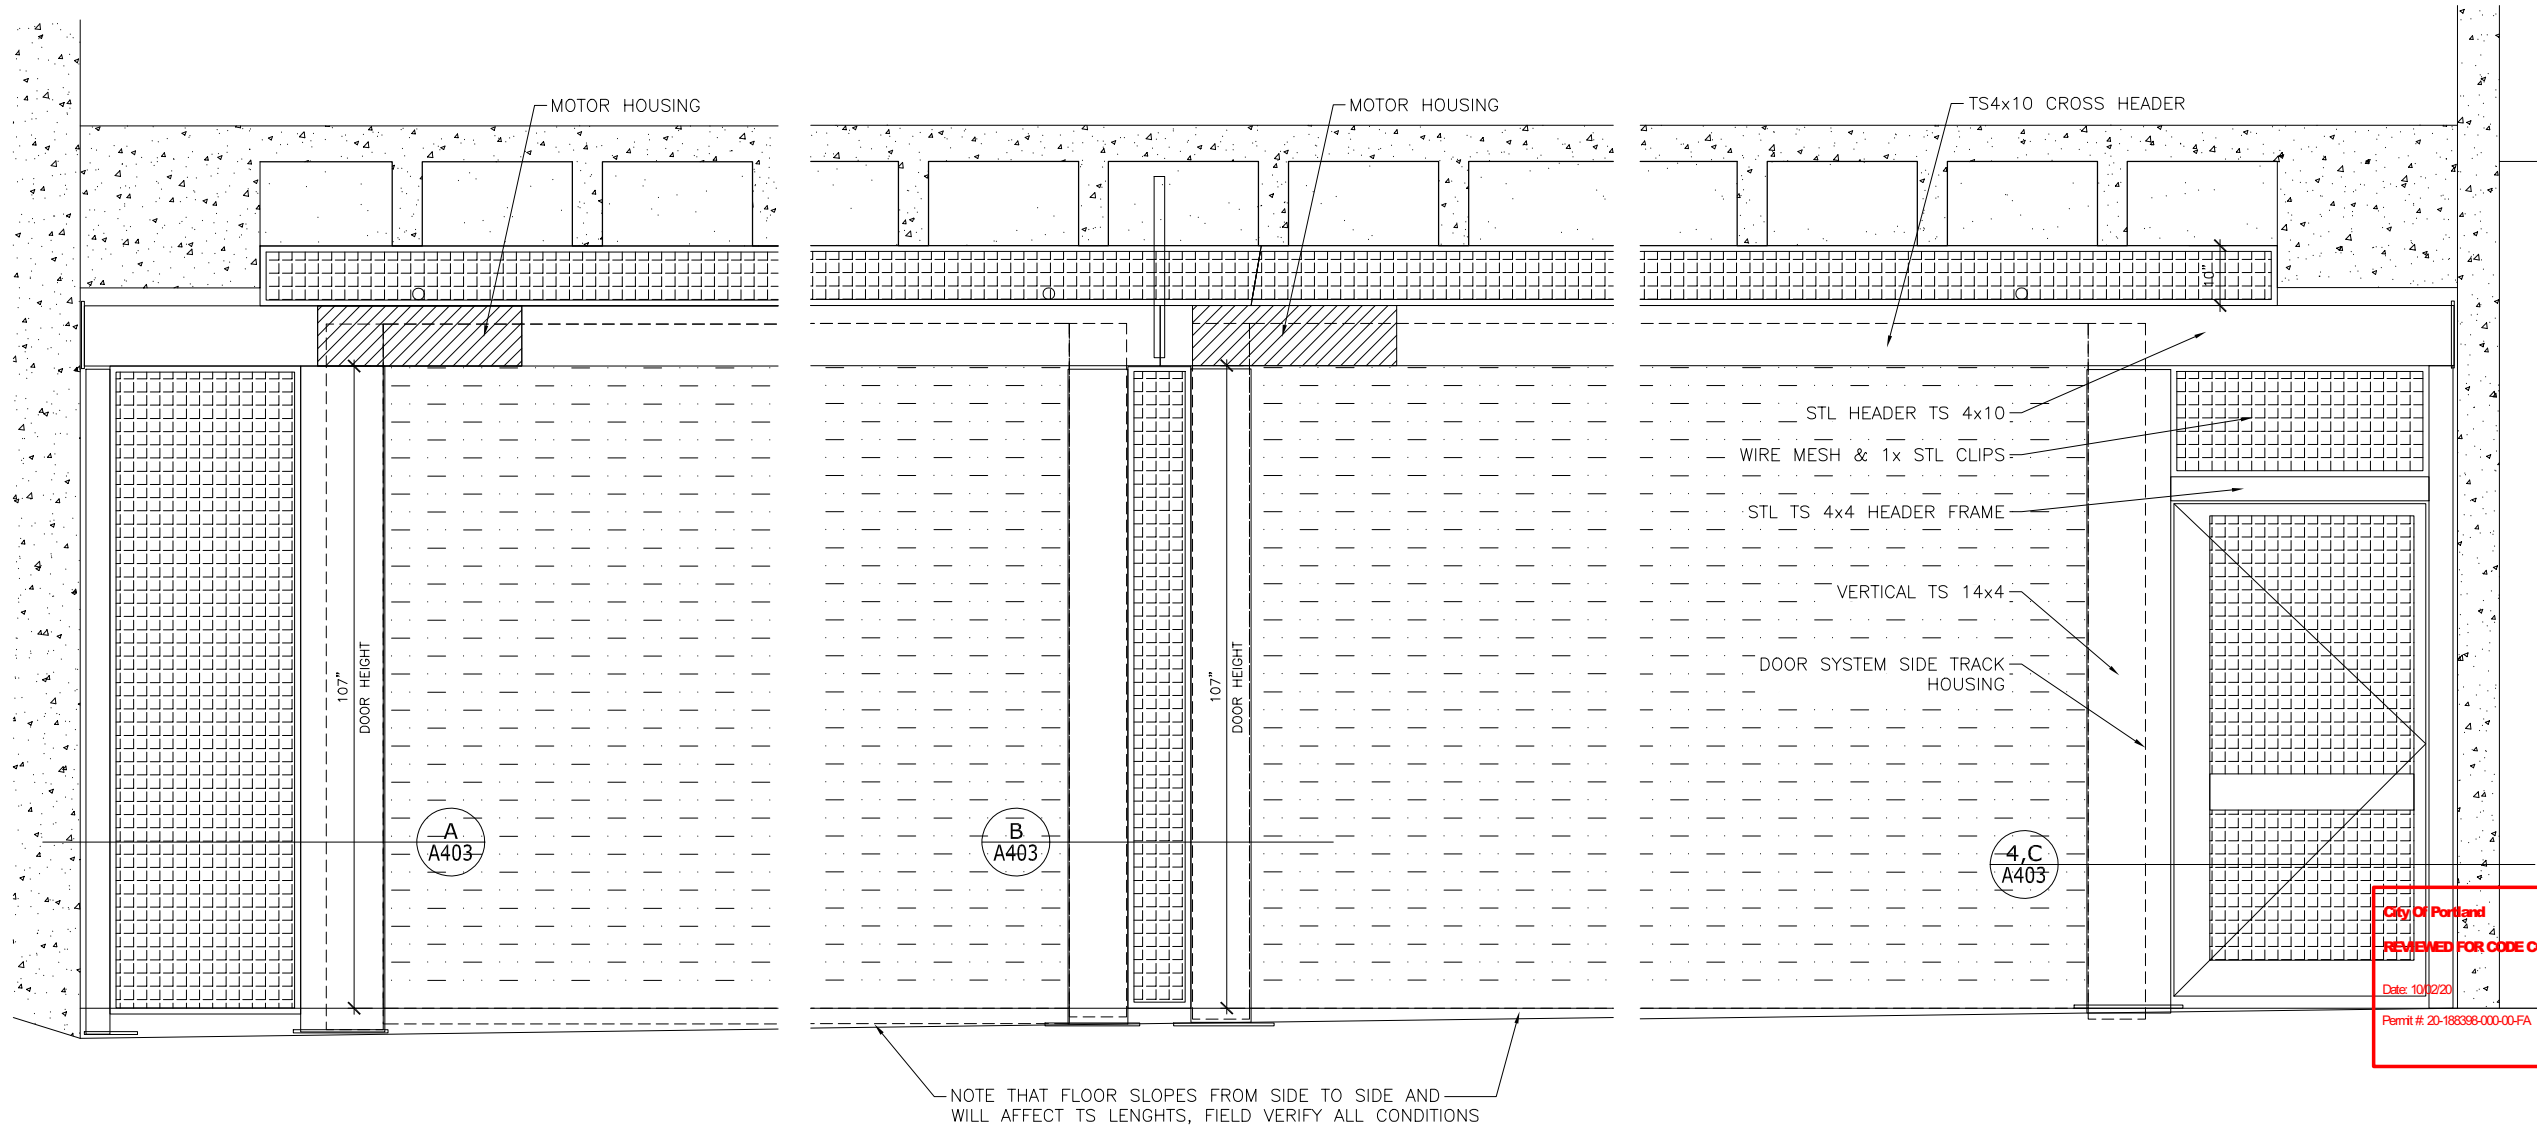 MOTOR HOUSING
MOTOR HOUSING
TS4x10 CROSS HEADER
10"
STL HEADER TS 4x10
WIRE MESH & 1x STL CLIPS
STL TS 4x4 HEADER FRAME
VERTICAL TS 14x4
DOOR SYSTEM SIDE TRACK
HOUSING
107"
DOOR HEIGHT
107"
DOOR HEIGHT
A
A403
B
A403
4,C
A403
City Of Portland
REVIEWED FOR CODE
Date: 10/02/20
Permit #: 20-188398-000-00-FA
NOTE THAT FLOOR SLOPES FROM SIDE TO SIDE AND
WILL AFFECT TS LENGHTS, FIELD VERIFY ALL CONDITIONS